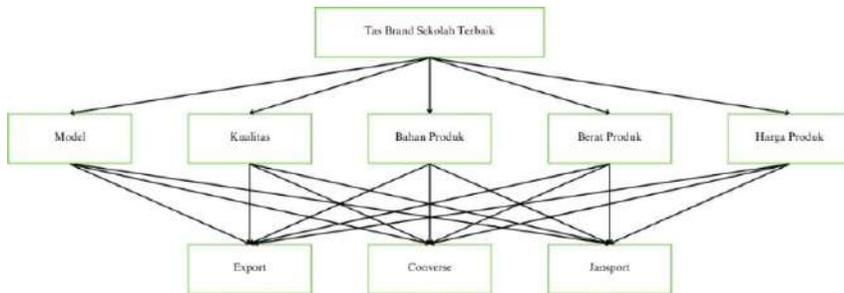 Tas Brand Sekolah Terbaik
Model
Kualitas
Bahan Produk
Berat Produk
Harga Produk
Export
Converse
Jansport